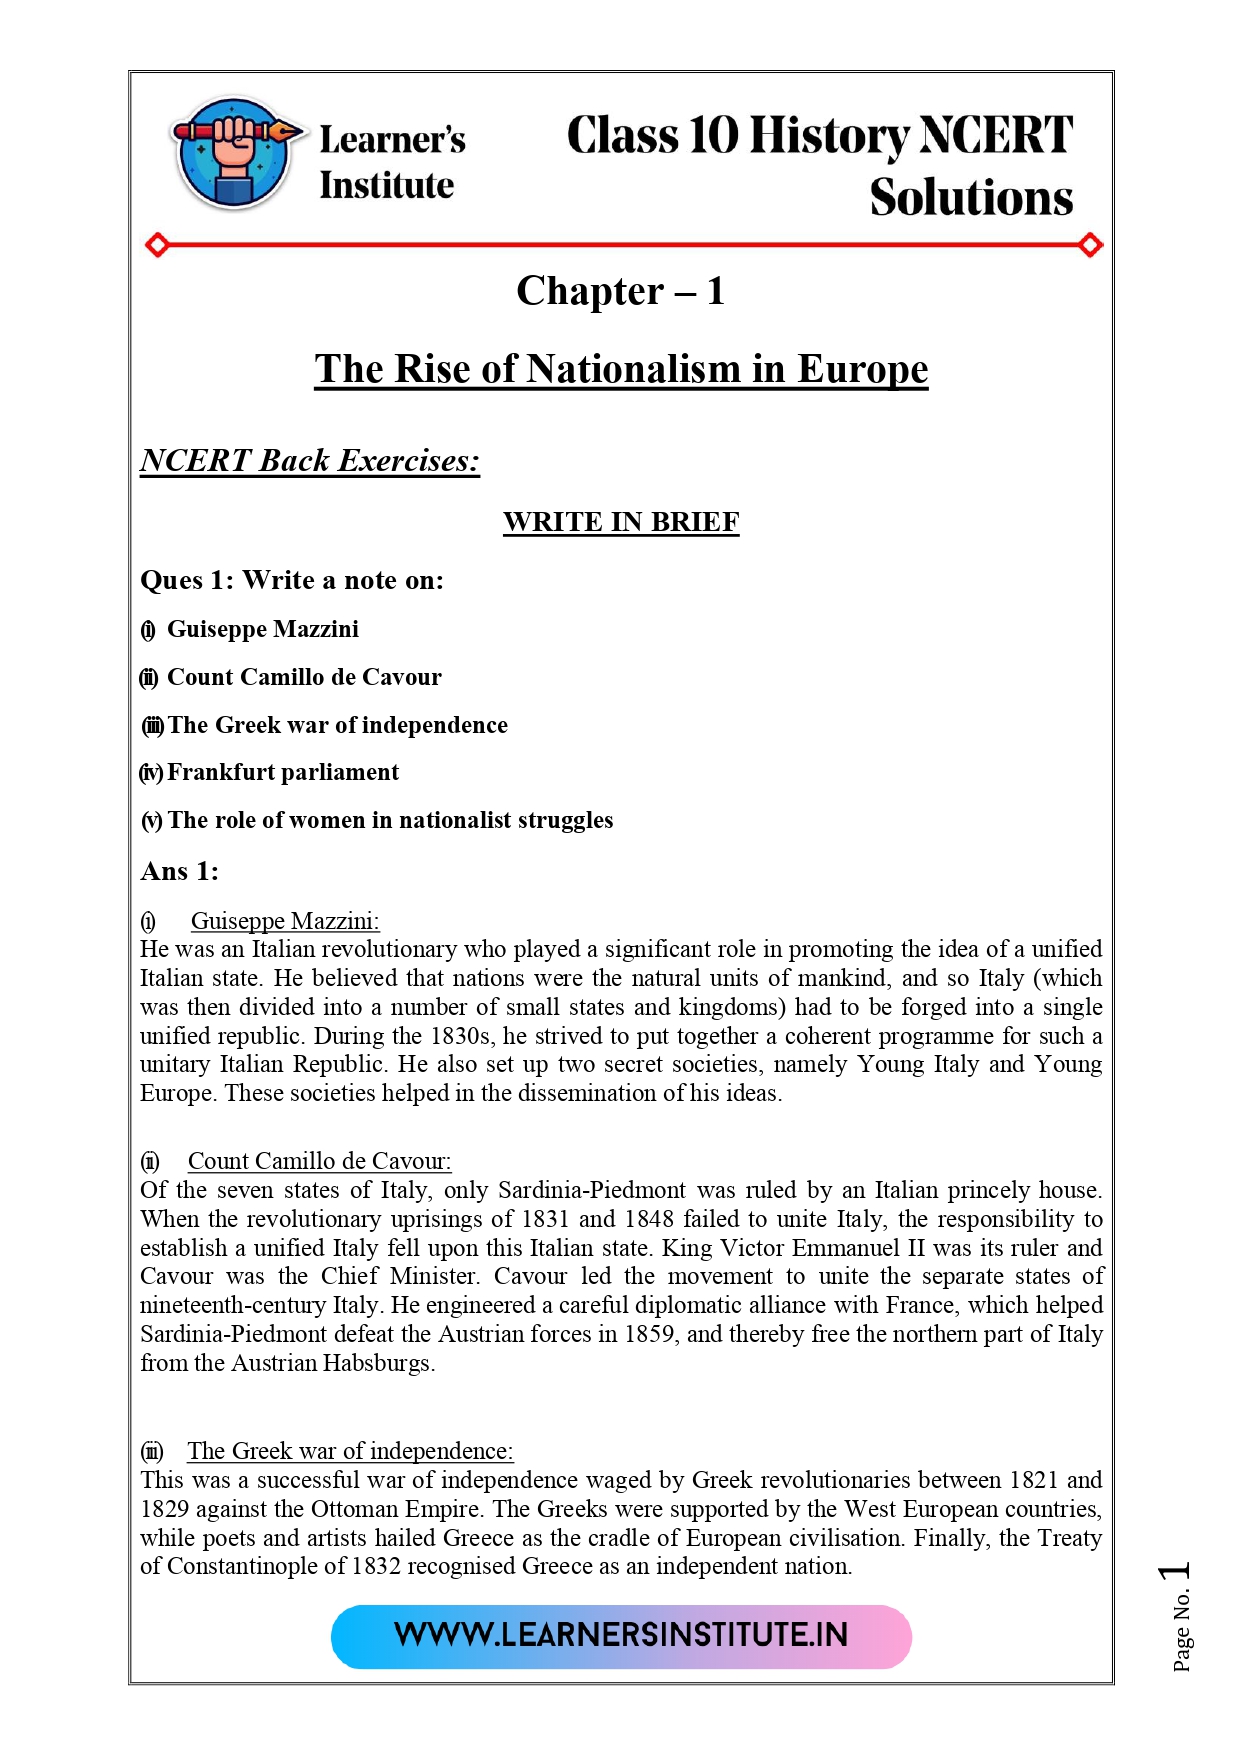 Learner's
Institute
Class 10 History NCERT
Solutions
Chapter – 1
The Rise of Nationalism in Europe
NCERT Back Exercises:
WRITE IN BRIEF
Ques 1: Write a note on:
(i) Guiseppe Mazzini
(ii) Count Camillo de Cavour
(iii) The Greek war of independence
(iv) Frankfurt parliament
(v) The role of women in nationalist struggles
Ans 1:
(i) Guiseppe Mazzini:
He was an Italian revolutionary who played a significant role in promoting the idea of a unified
Italian state. He believed that nations were the natural units of mankind, and so Italy (which
was then divided into a number of small states and kingdoms) had to be forged into a single
unified republic. During the 1830s, he strived to put together a coherent programme for such a
unitary Italian Republic. He also set up two secret societies, namely Young Italy and Young
Europe. These societies helped in the dissemination of his ideas.
(ii) Count Camillo de Cavour:
Of the seven states of Italy, only Sardinia-Piedmont was ruled by an Italian princely house.
When the revolutionary uprisings of 1831 and 1848 failed to unite Italy, the responsibility to
establish a unified Italy fell upon this Italian state. King Victor Emmanuel II was its ruler and
Cavour was the Chief Minister. Cavour led the movement to unite the separate states of
nineteenth-century Italy. He engineered a careful diplomatic alliance with France, which helped
Sardinia-Piedmont defeat the Austrian forces in 1859, and thereby free the northern part of Italy
from the Austrian Habsburgs.
(iii) The Greek war of independence:
This was a successful war of independence waged by Greek revolutionaries between 1821 and
1829 against the Ottoman Empire. The Greeks were supported by the West European countries,
while poets and artists hailed Greece as the cradle of European civilisation. Finally, the Treaty
of Constantinople of 1832 recognised Greece as an independent nation.
WWW.LEARNERSINSTITUTE.IN
Page No. 1